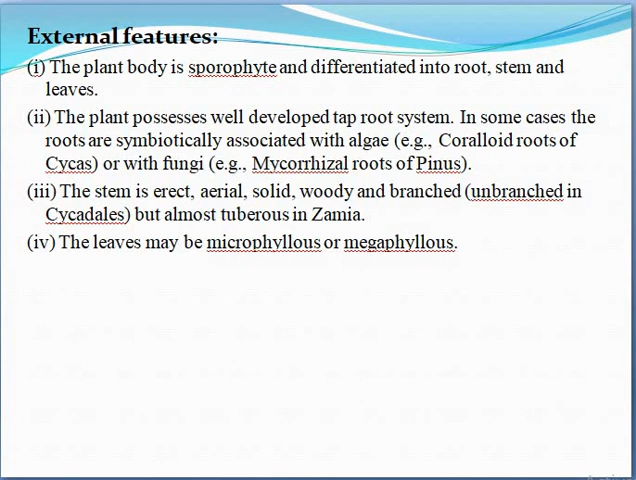 External features:
(i) The plant body is sporophyte and differentiated into root, stem and
leaves.
(ii) The plant possesses well developed tap root system. In some cases the
roots are symbiotically associated with algae (e.g., Coralloid roots of
Cycas) or with fungi (e.g., Mycorrhizal roots of Pinus).
(iii) The stem is erect, aerial, solid, woody and branched (unbranched in
Cycadales) but almost tuberous in Zamia.
(iv) The leaves may be microphyllous or megaphyllous.